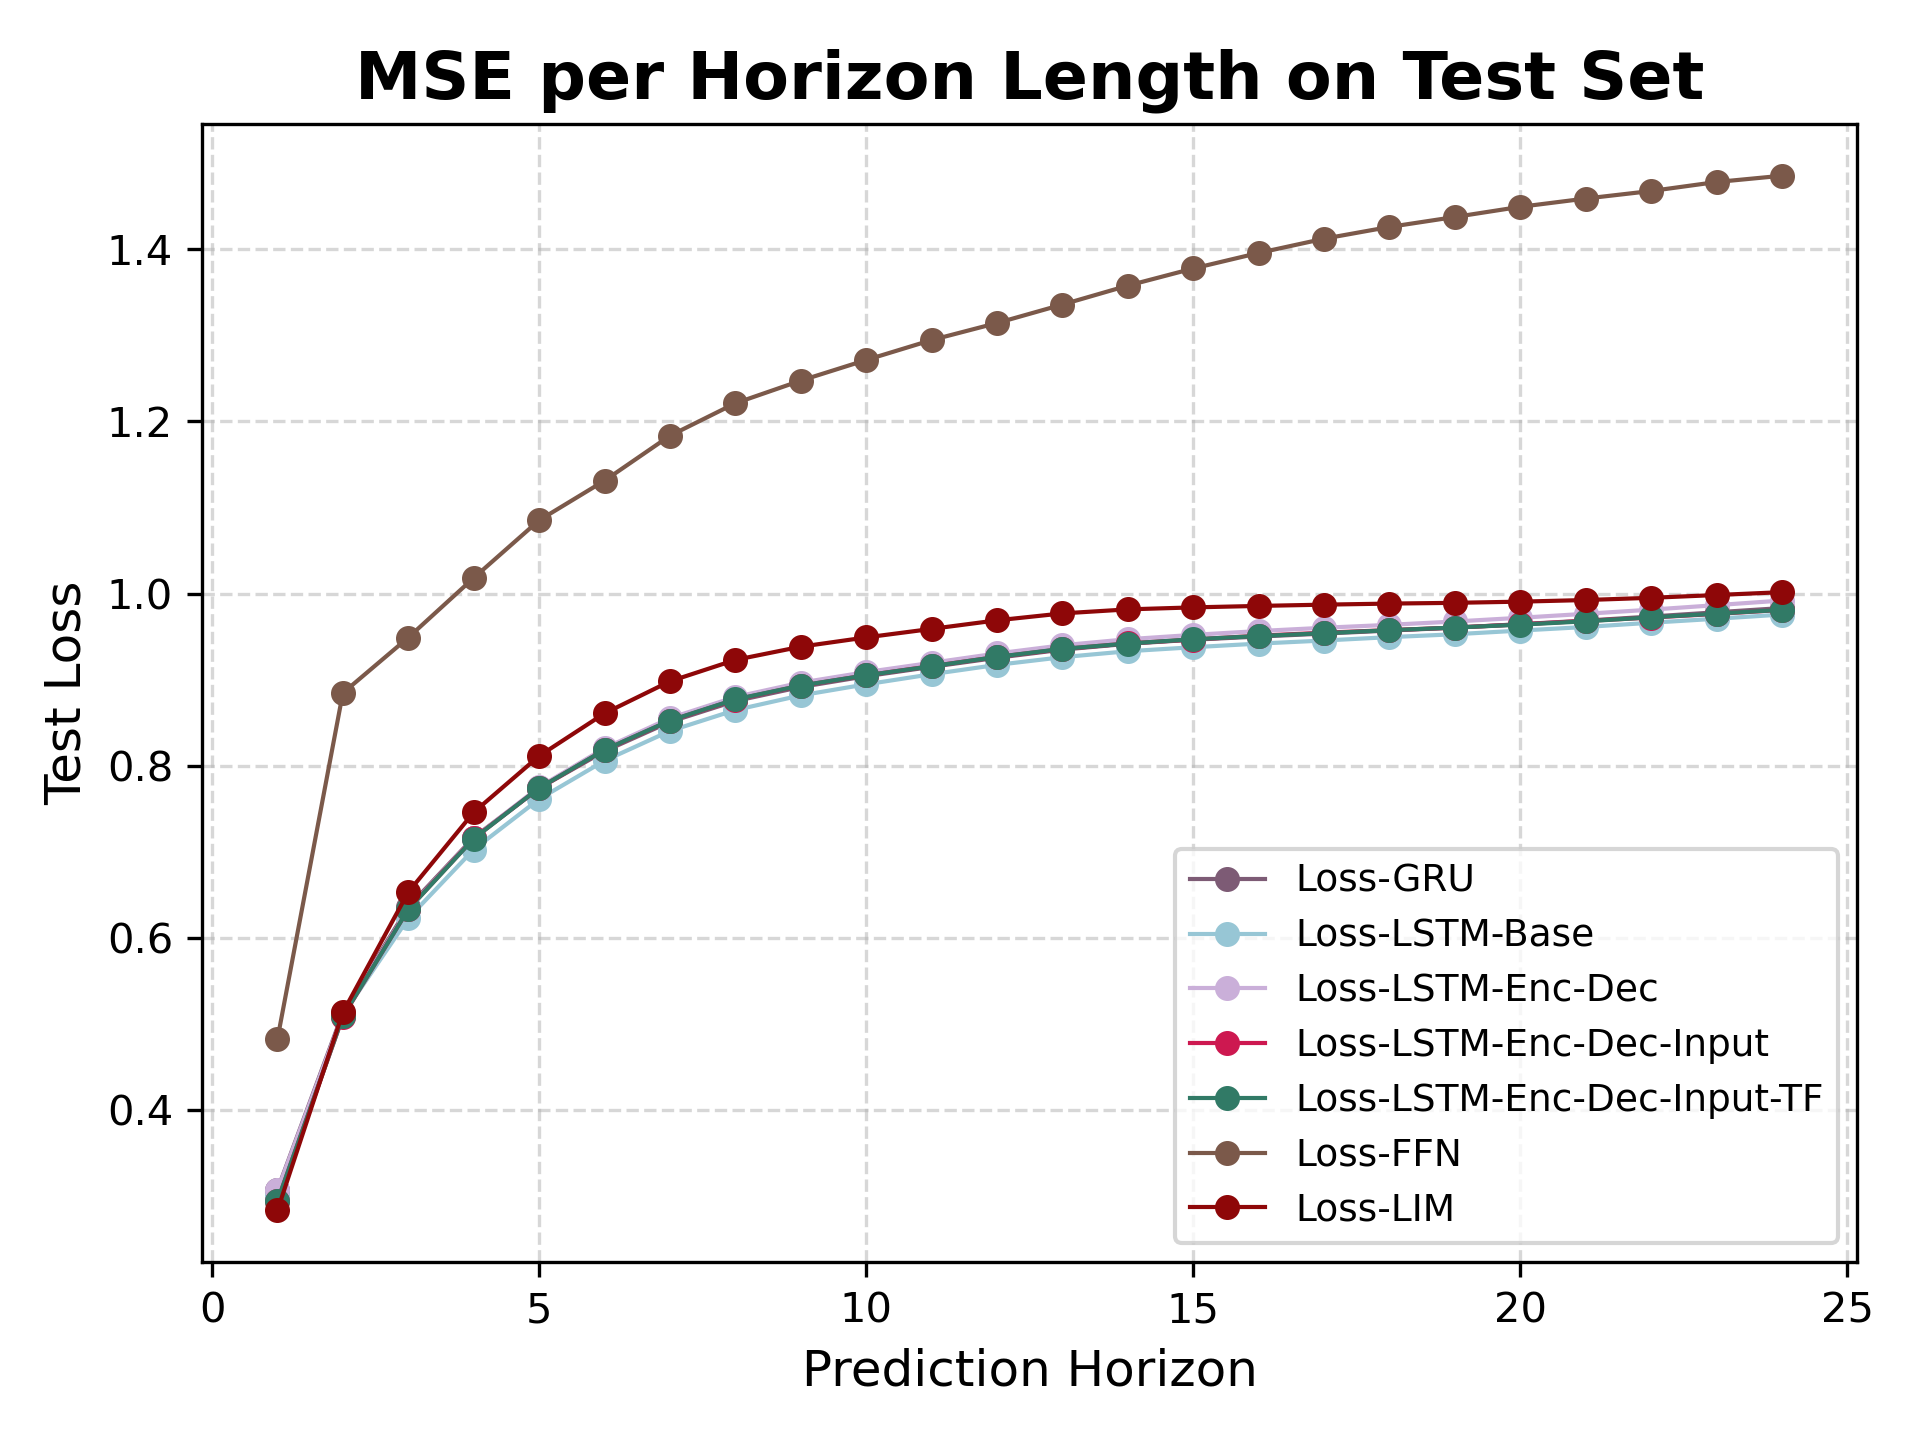 MSE per Horizon Length on Test Set
Test Loss
1.4
1.2
1.0
0.8
0.6
0.4
0 5 10 15 20 25
Prediction Horizon
Loss-GRU
Loss-LSTM-Base
Loss-LSTM-Enc-Dec
Loss-LSTM-Enc-Dec-Input
Loss-LSTM-Enc-Dec-Input-TF
Loss-FFN
Loss-LIM